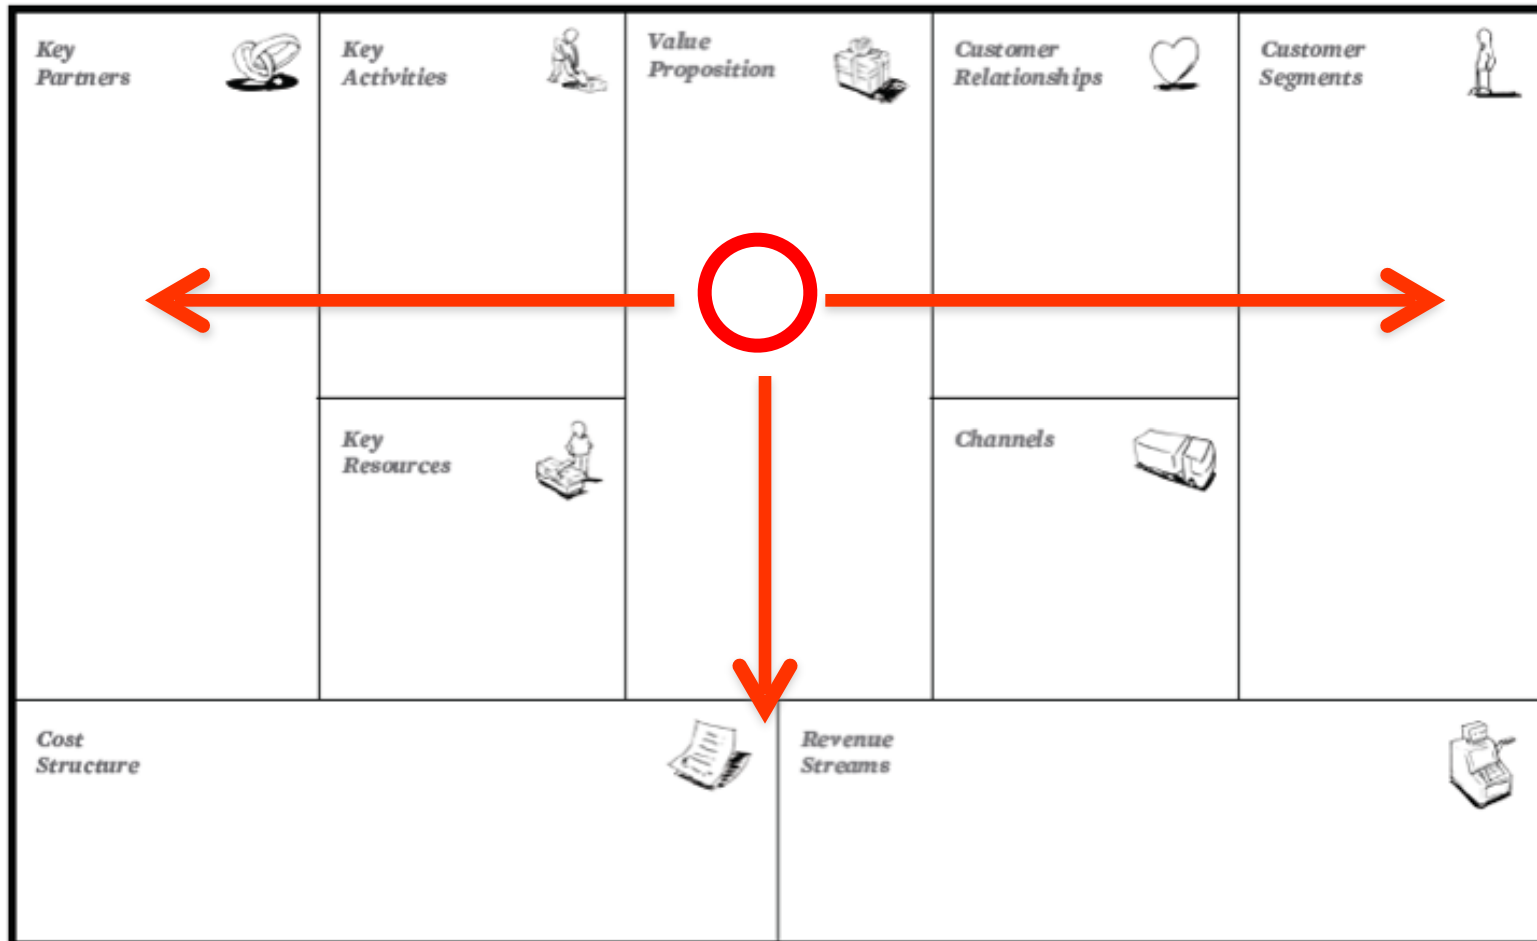 Key
Partners
Key
Activities
Value
Proposition
Customer
Relationships
Customer
Segments
Key
Resources
Channels
Cost
Structure
Revenue
Streams